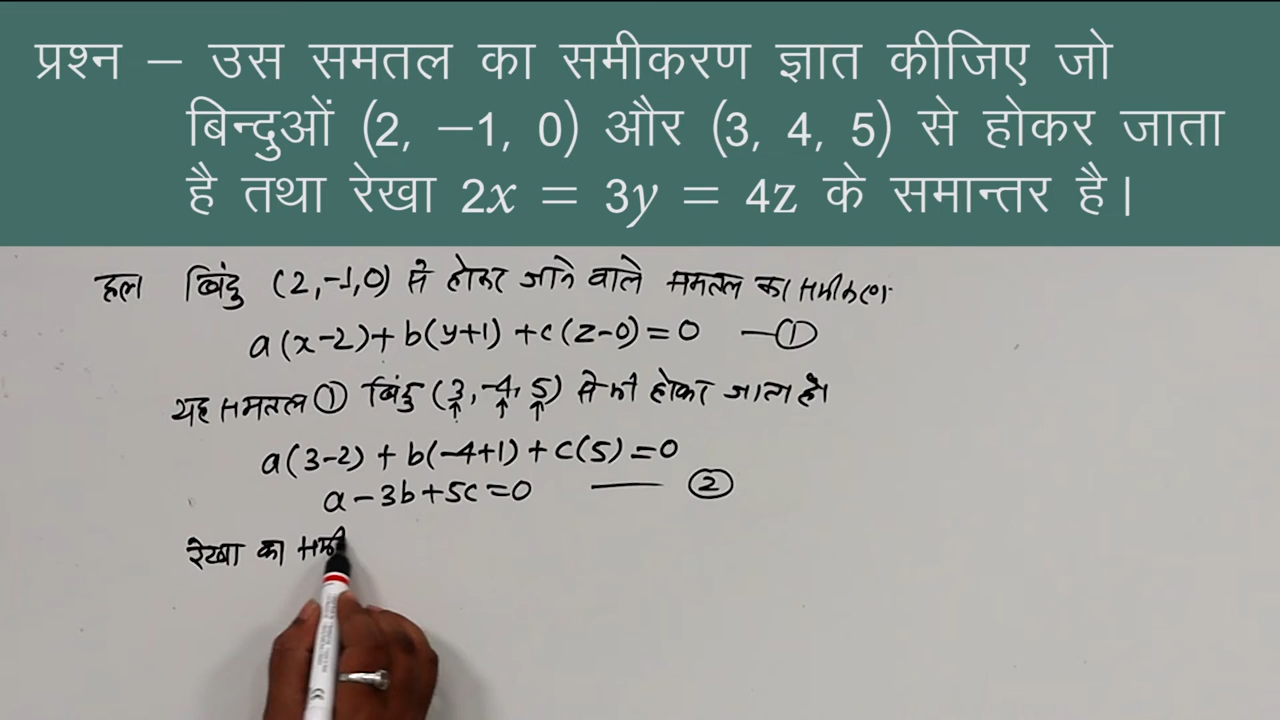 प्रश्न – उस समतल का समीकरण ज्ञात कीजिए जो
बिन्दुओं (2, –1, 0) और (3, 4, 5) से होकर जाता
है तथा रेखा 2x = 3y = 4z के समान्तर है।
हल बिंदु (2,-1,0) से होकर जाने वाले समतल का समीकरण
a(x-2)+b(y+1)+c(z-0)=0 —①
यह समतल ① बिंदु (3,-4,5) से भी होकर जाता है।
a(3-2)+b(-4+1)+c(5)=0
a-3b+5c=0 —— ②
रेखा का समी